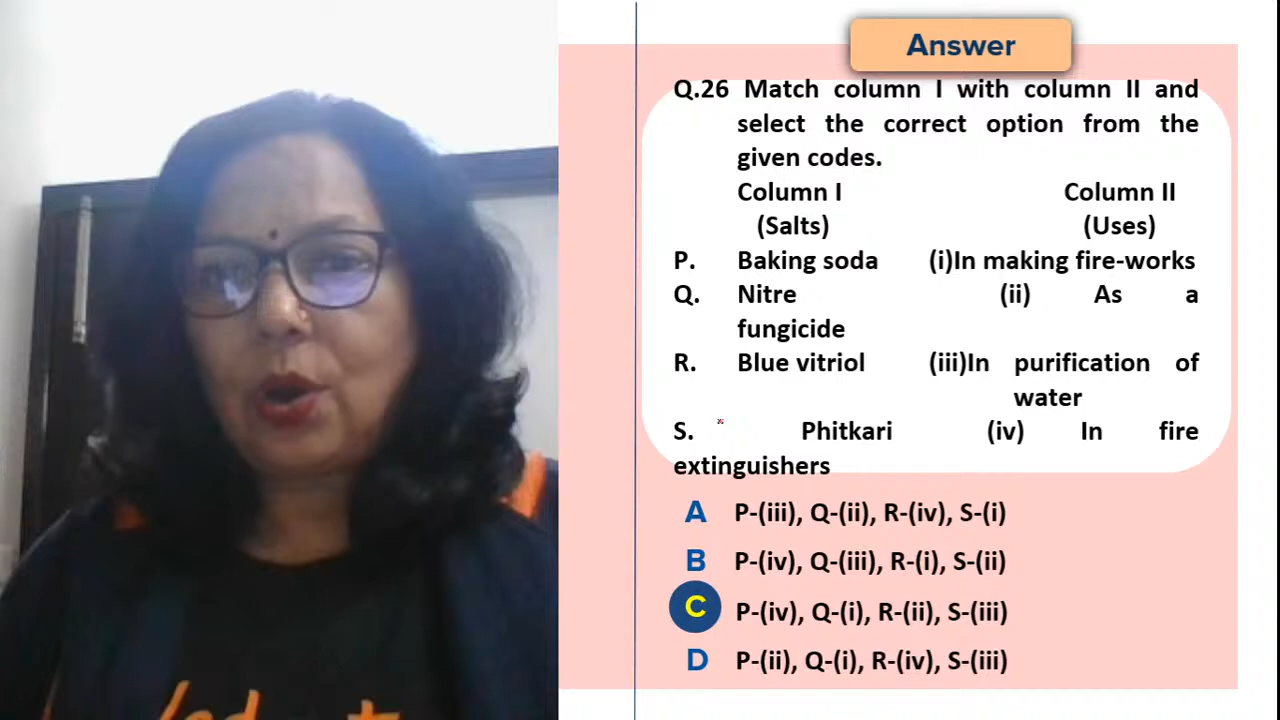 Answer
Q.26 Match column I with column II and
select the correct option from the
given codes.
Column I Column II
(Salts) (Uses)
P. Baking soda (i)In making fire-works
Q. Nitre (ii) As a
fungicide
R. Blue vitriol (iii)In purification of
water
S. Phitkari (iv) In fire
extinguishers
A P-(iii), Q-(ii), R-(iv), S-(i)
B P-(iv), Q-(iii), R-(i), S-(ii)
C P-(iv), Q-(i), R-(ii), S-(iii)
D P-(ii), Q-(i), R-(iv), S-(iii)